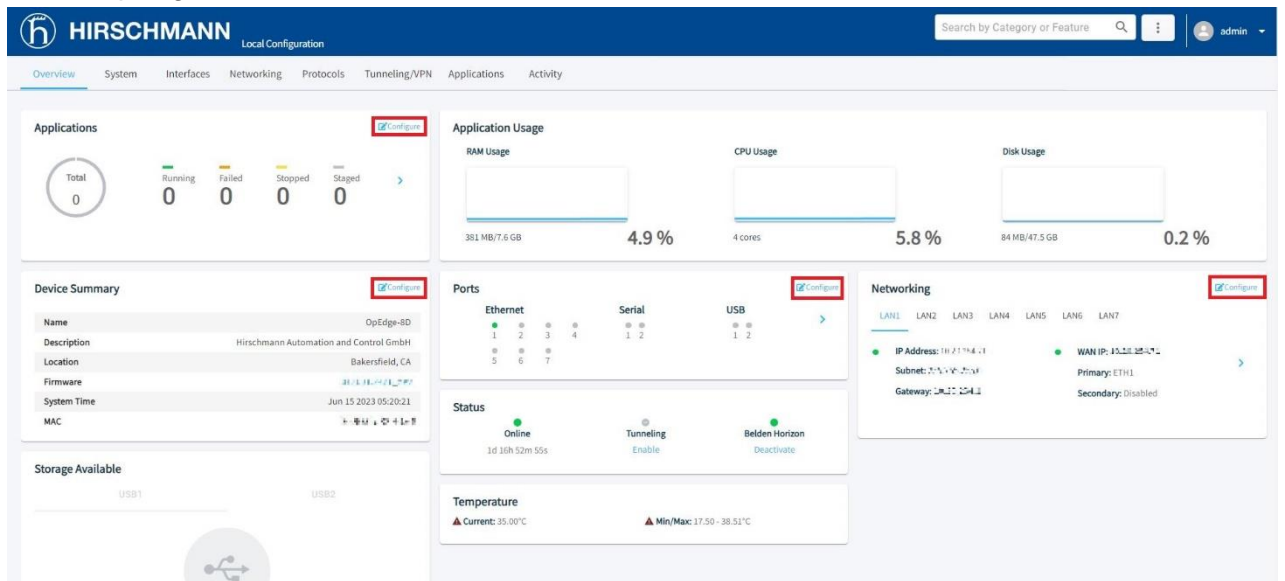 HIRSCHMANN
Local Configuration
Search by Category or Feature
admin
Overview System Interfaces Networking Protocols Tunneling/VPN Applications Activity
Applications
Configure
Total
0
Running Failed Stopped Staged
0 0 0 0
Application Usage
RAM Usage
381 MB/7.6 GB
4.9 %
CPU Usage
4 cores
5.8 %
Disk Usage
84 MB/47.5 GB
0.2 %
Device Summary
Configure
Name OpEdge-8D
Description Hirschmann Automation and Control GmbH
Location Bakersfield, CA
Firmware
System Time Jun 15 2023 05:20:21
MAC
Storage Available
USB1 USB2
Ports
Configure
Ethernet Serial USB
1 2 3 4 1 2 1 2
5 6 7
Status
Online Tunneling Belden Horizon
1d 16h 52m 55s Enable Deactivate
Temperature
Current: 35.00°C Min/Max: 17.50 - 38.51°C
Networking
Configure
LAN1 LAN2 LAN3 LAN4 LAN5 LAN6 LAN7
IP Address: WAN IP:
Subnet: Primary: ETH1
Gateway: Secondary: Disabled